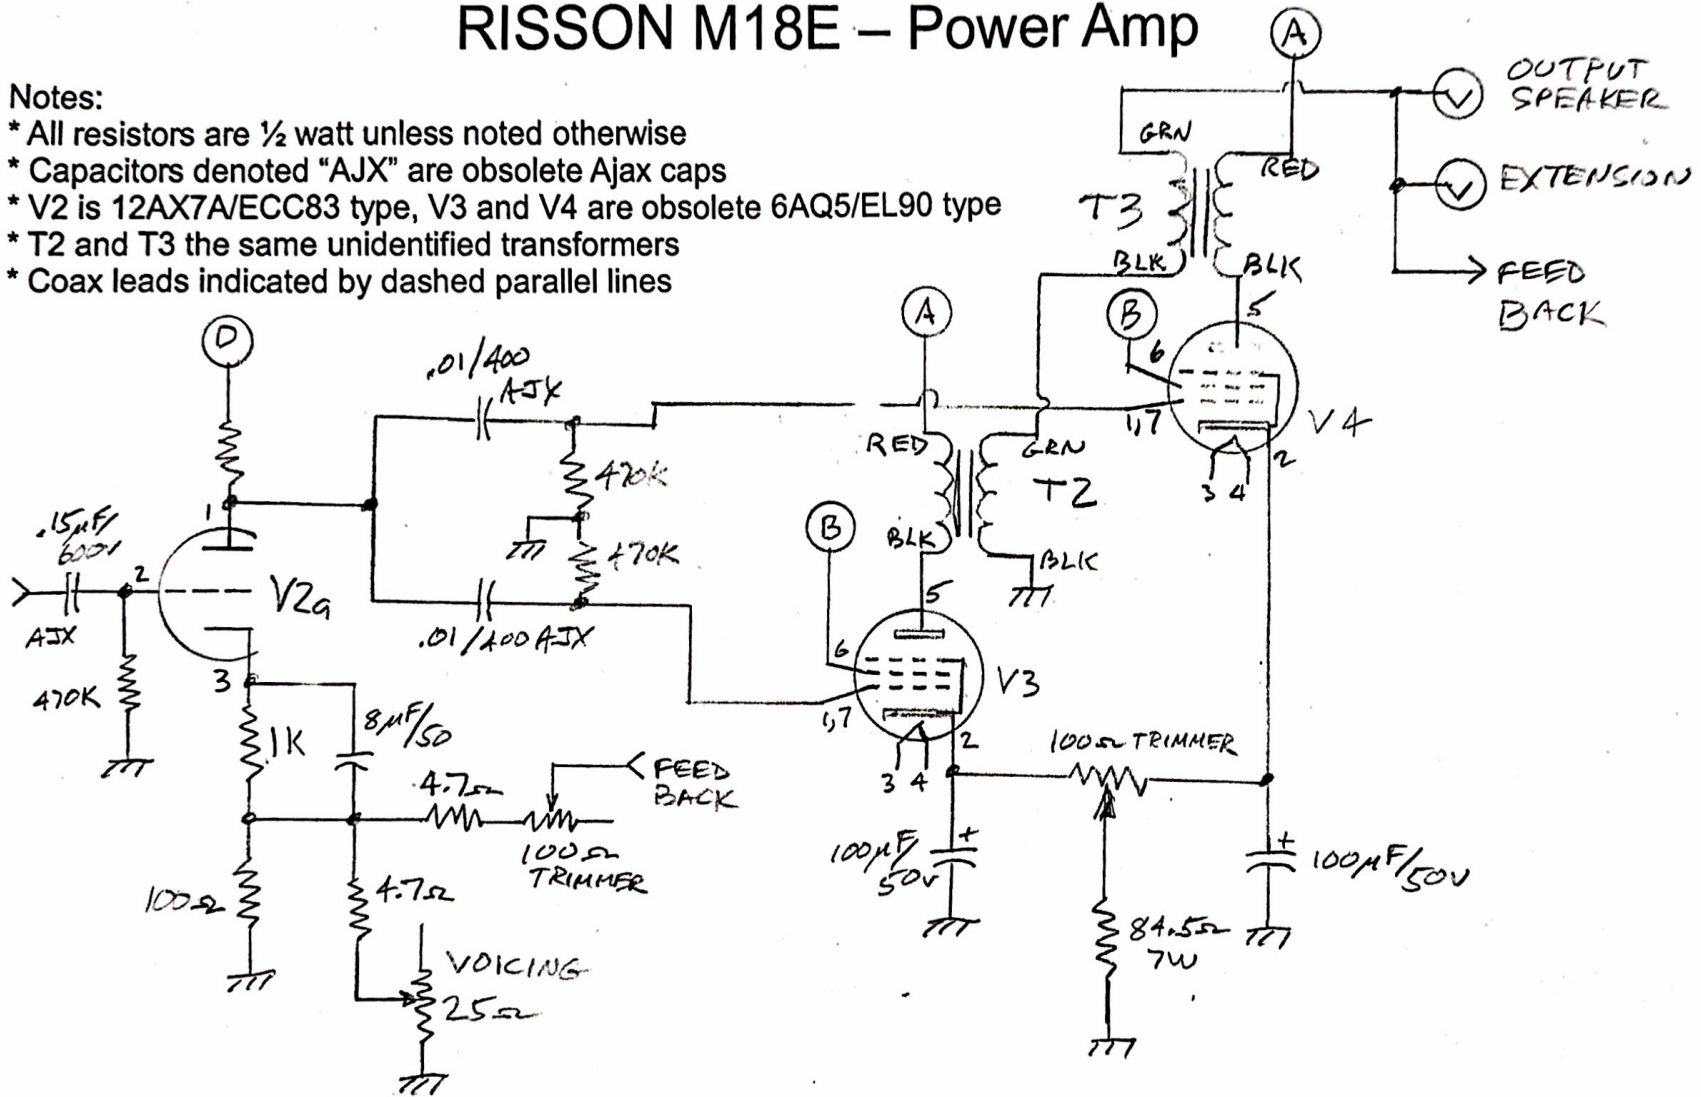 RISSON M18E – Power Amp
Notes:
* All resistors are ½ watt unless noted otherwise
* Capacitors denoted “AJX” are obsolete Ajax caps
* V2 is 12AX7A/ECC83 type, V3 and V4 are obsolete 6AQ5/EL90 type
* T2 and T3 the same unidentified transformers
* Coax leads indicated by dashed parallel lines
A
OUTPUT
SPEAKER
GRN
RED
EXTENSION
T3
BLK
BLK
FEED
BACK
A
B
5
6
D
.01/400
AJX
1,7
V4
RED
GRN
2
3 4
470K
T2
1
B
.15µF/
600V
BLK
BLK
470K
2
V2a
5
AJX
.01/400 AJX
6
V3
3
470K
1,7
2
8µF/50
1K
100Ω TRIMMER
3 4
4.7Ω
FEED
BACK
100Ω
TRIMMER
100µF/
50V
+
+
100µF/50V
100Ω
4.7Ω
84.5Ω
7W
VOICING
25Ω